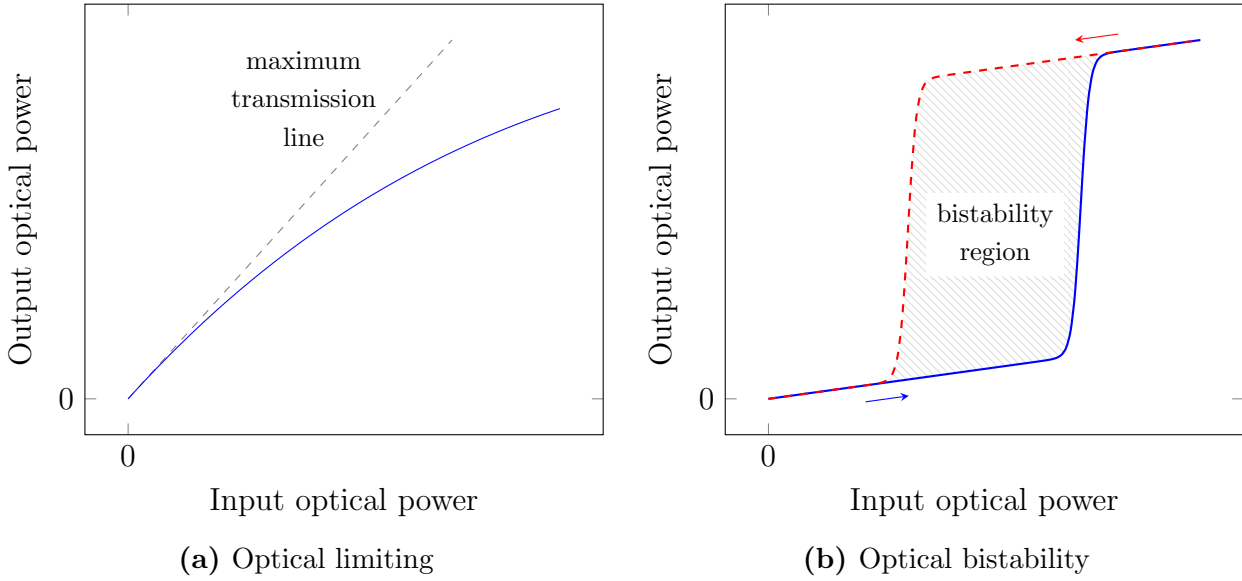 Output optical power
maximum
transmission
line
0
0
Input optical power
(a) Optical limiting
Output optical power
bistability
region
0
0
Input optical power
(b) Optical bistability